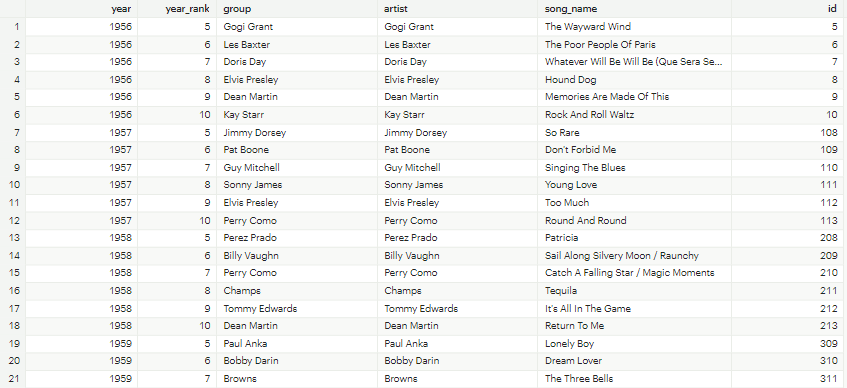 year year_rank group artist song_name id
1 1956 5 Gogi Grant Gogi Grant The Wayward Wind 5
2 1956 6 Les Baxter Les Baxter The Poor People Of Paris 6
3 1956 7 Doris Day Doris Day Whatever Will Be Will Be (Que Sera Se... 7
4 1956 8 Elvis Presley Elvis Presley Hound Dog 8
5 1956 9 Dean Martin Dean Martin Memories Are Made Of This 9
6 1956 10 Kay Starr Kay Starr Rock And Roll Waltz 10
7 1957 5 Jimmy Dorsey Jimmy Dorsey So Rare 108
8 1957 6 Pat Boone Pat Boone Don't Forbid Me 109
9 1957 7 Guy Mitchell Guy Mitchell Singing The Blues 110
10 1957 8 Sonny James Sonny James Young Love 111
11 1957 9 Elvis Presley Elvis Presley Too Much 112
12 1957 10 Perry Como Perry Como Round And Round 113
13 1958 5 Perez Prado Perez Prado Patricia 208
14 1958 6 Billy Vaughn Billy Vaughn Sail Along Silvery Moon / Raunchy 209
15 1958 7 Perry Como Perry Como Catch A Falling Star / Magic Moments 210
16 1958 8 Champs Champs Tequila 211
17 1958 9 Tommy Edwards Tommy Edwards It's All In The Game 212
18 1958 10 Dean Martin Dean Martin Return To Me 213
19 1959 5 Paul Anka Paul Anka Lonely Boy 309
20 1959 6 Bobby Darin Bobby Darin Dream Lover 310
21 1959 7 Browns Browns The Three Bells 311